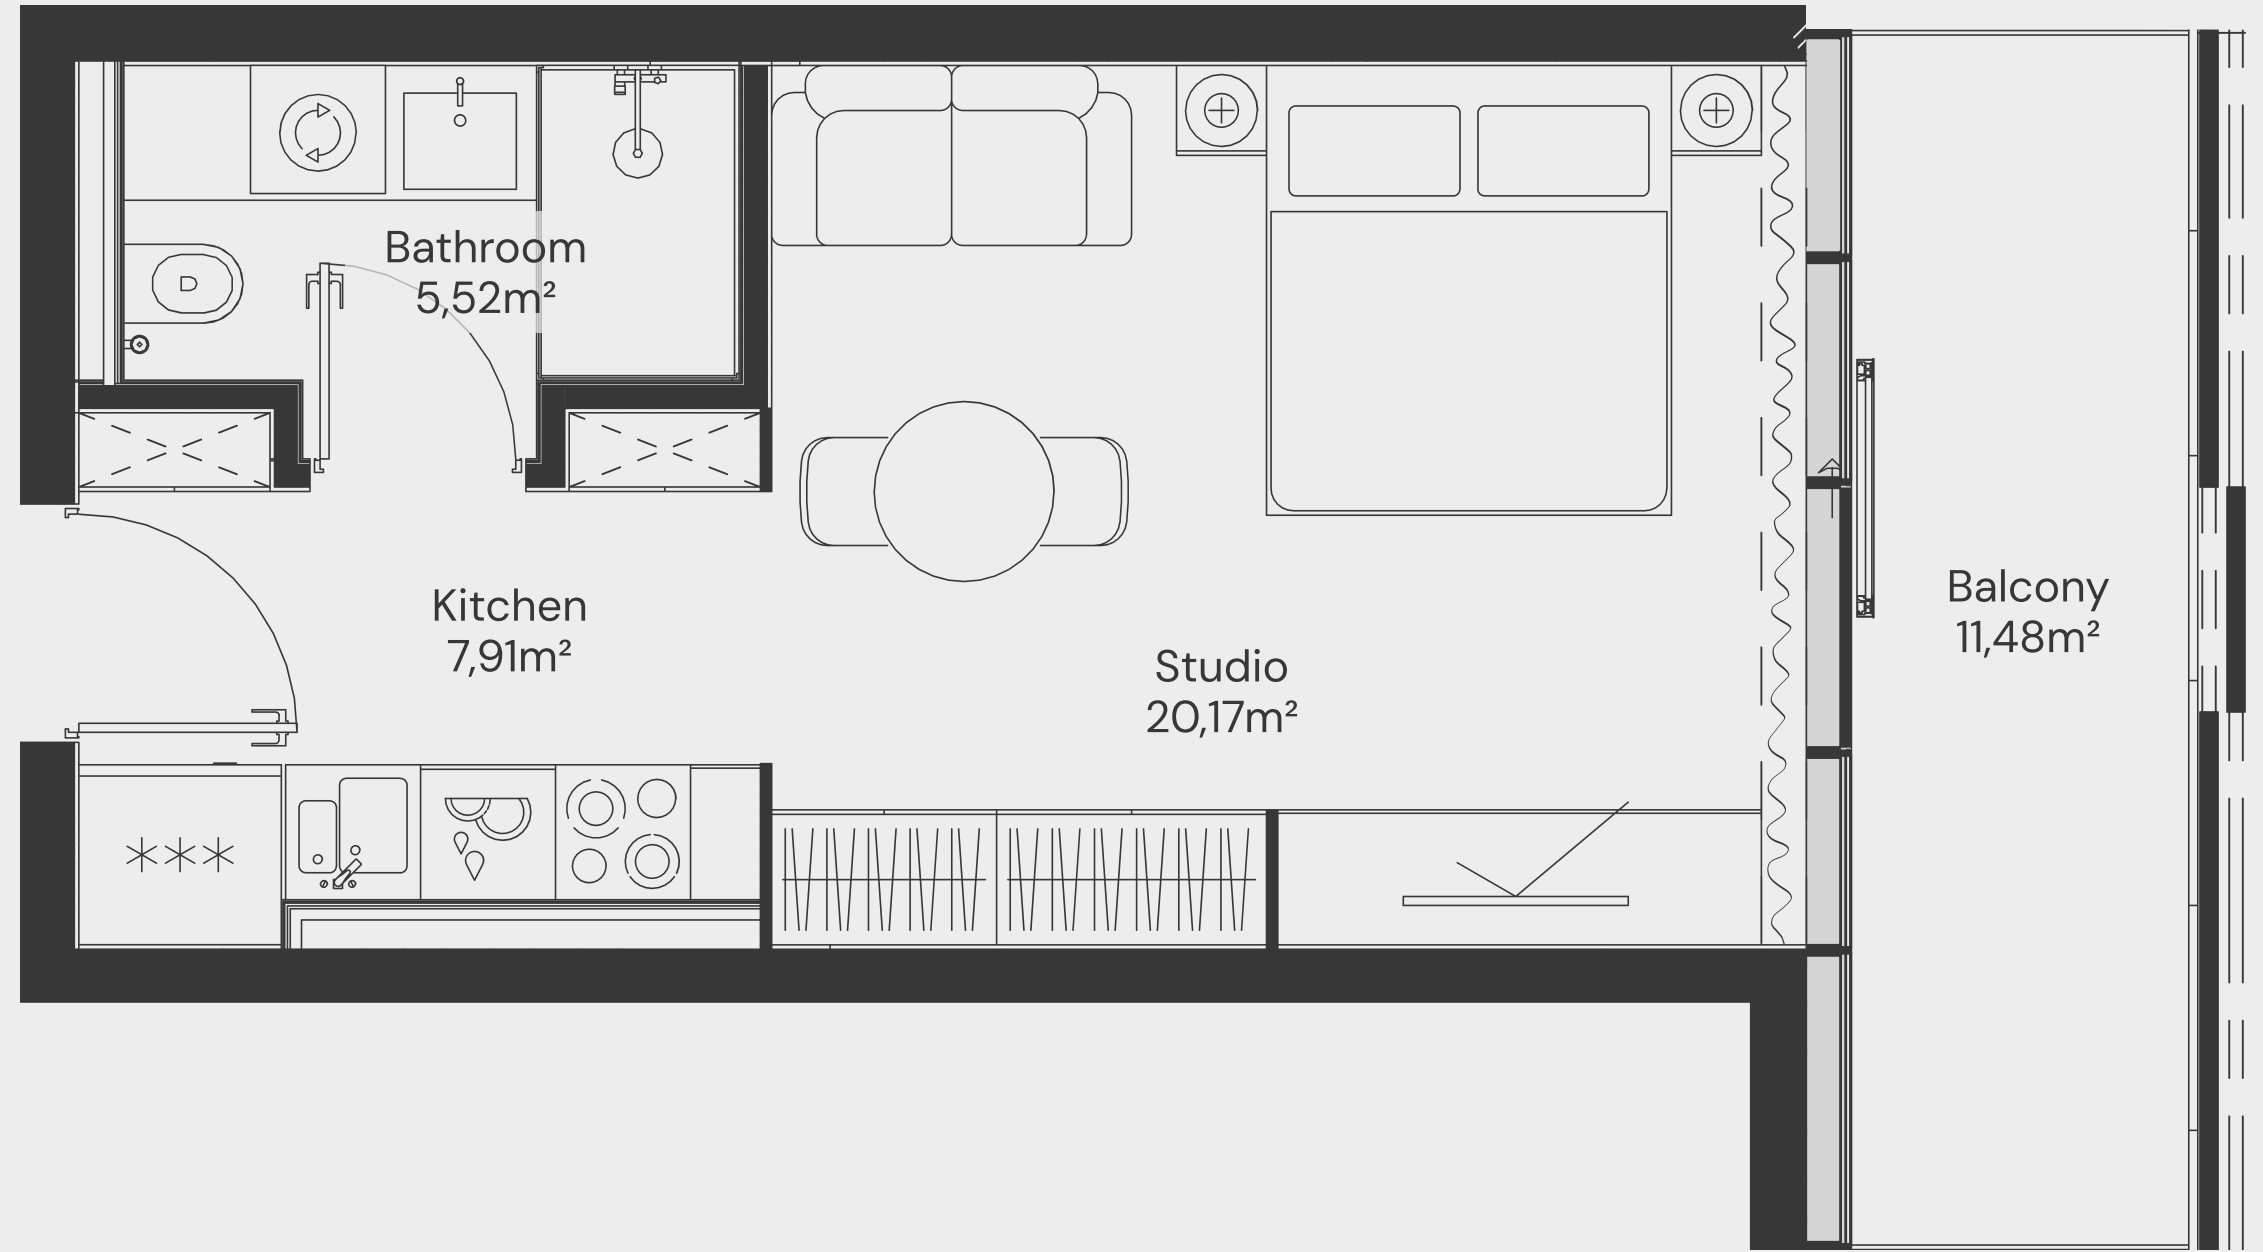 Bathroom
5,52m²
Kitchen
7,91m²
Studio
20,17m²
Balcony
11,48m²